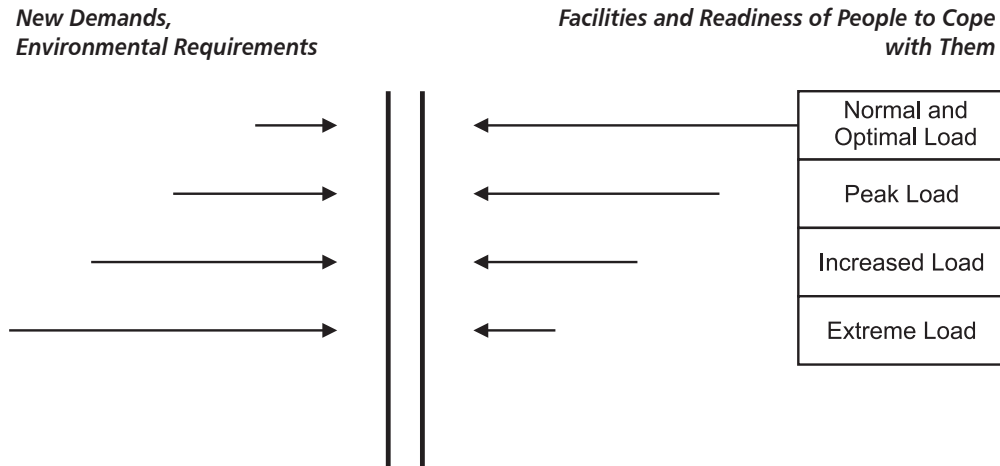 New Demands,
Environmental Requirements
Facilities and Readiness of People to Cope
with Them
Normal and
Optimal Load
Peak Load
Increased Load
Extreme Load